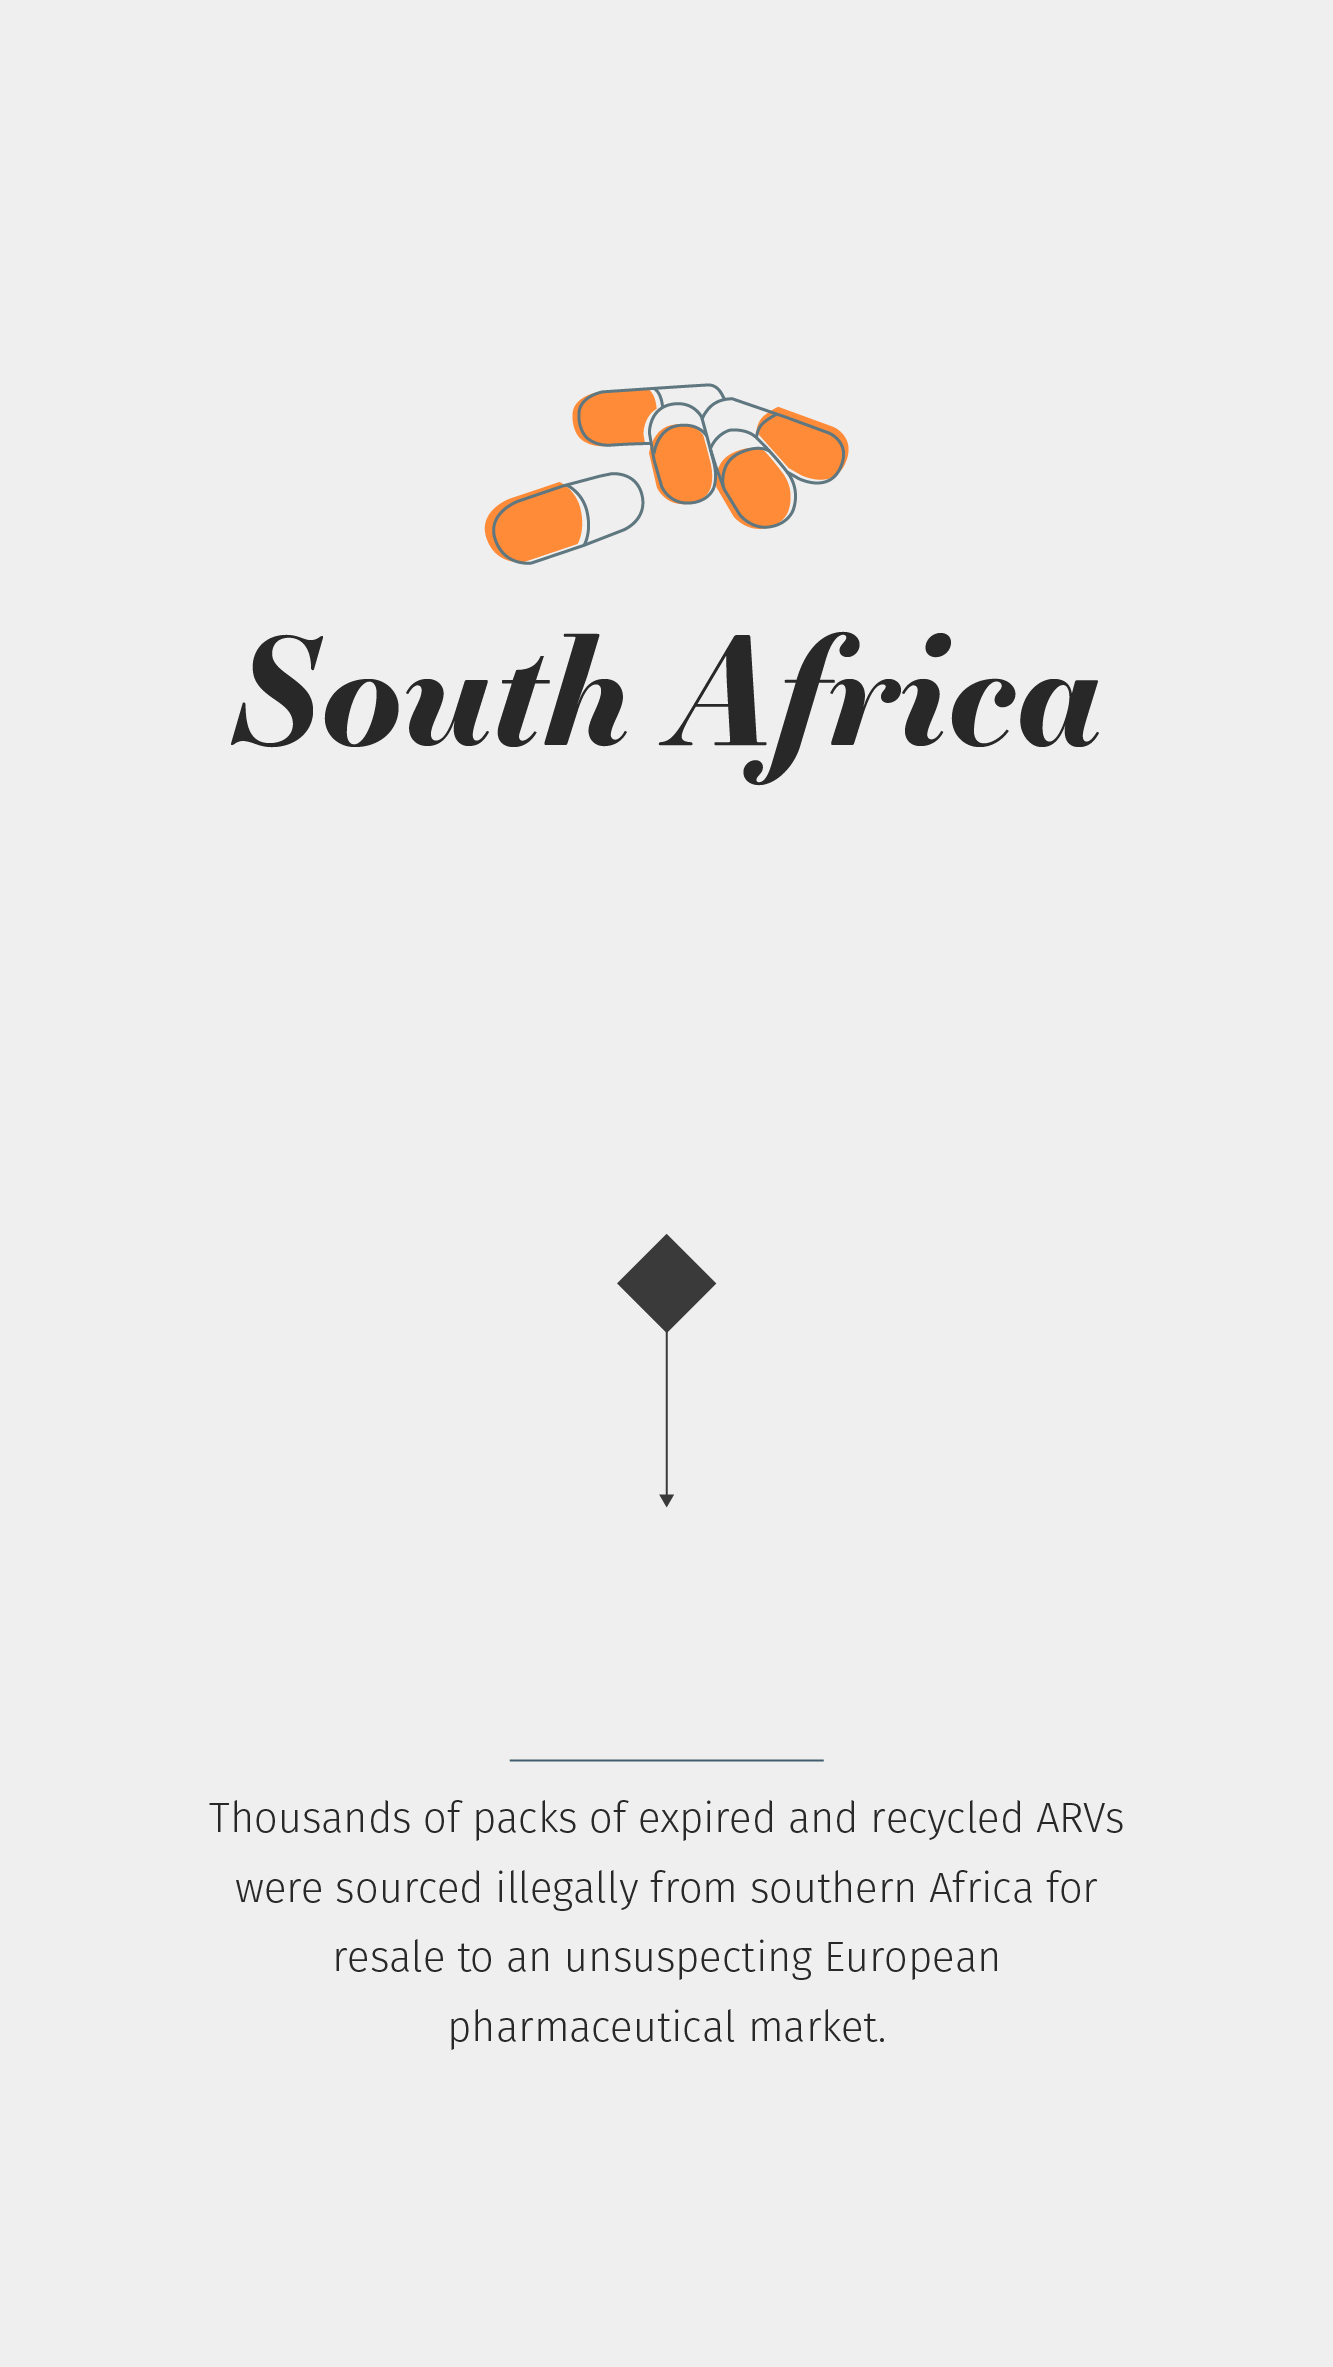 South Africa
Thousands of packs of expired and recycled ARVs
were sourced illegally from southern Africa for
resale to an unsuspecting European
pharmaceutical market.